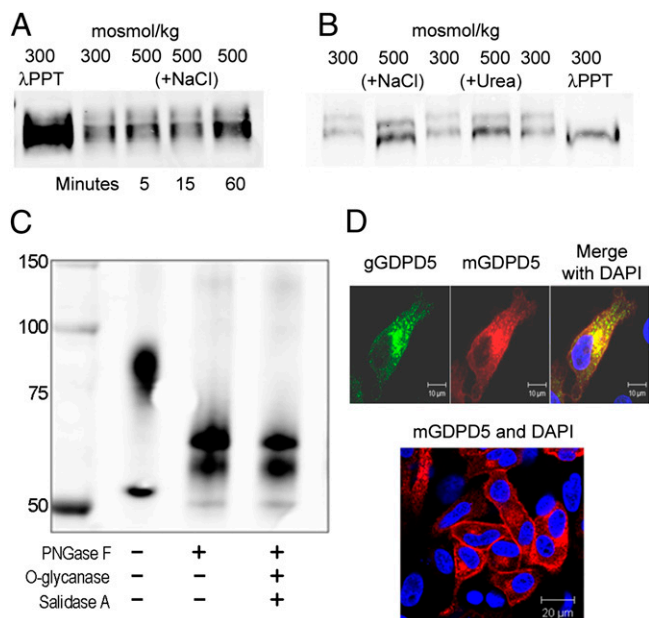 A
mosmol/kg
300 300 500 500 500
λPPT (+NaCl)
Minutes 5 15 60
B
mosmol/kg
300 500 300 500 300 300
(+NaCl) (+Urea) λPPT
C
150
100
75
50
PNGase F – + +
O-glycanase – – +
Salidase A – – +
D
gGDPD5 mGDPD5 Merge with DAPI
10 µm 10 µm 10 µm
mGDPD5 and DAPI
20 µm